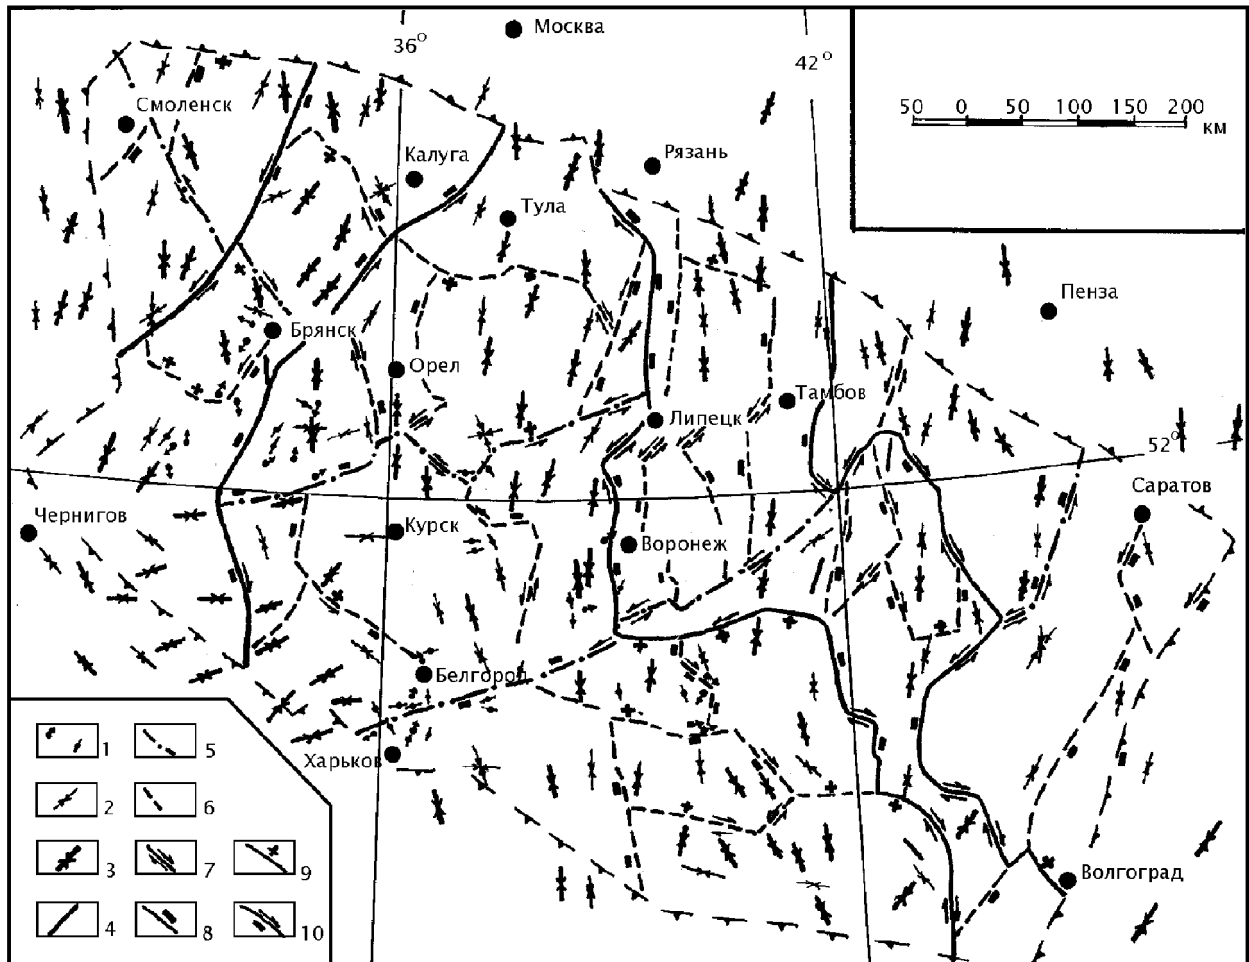 Москва
36°
42°
50 0 50 100 150 200
км
Смоленск
Калуга
Рязань
Тула
Пенза
Брянск
Орел
Тамбов
Липецк
52°
Саратов
Чернигов
Курск
Воронеж
Белгород
Харьков
Волгоград
1 5
2 6
3 7 9
4 8 10